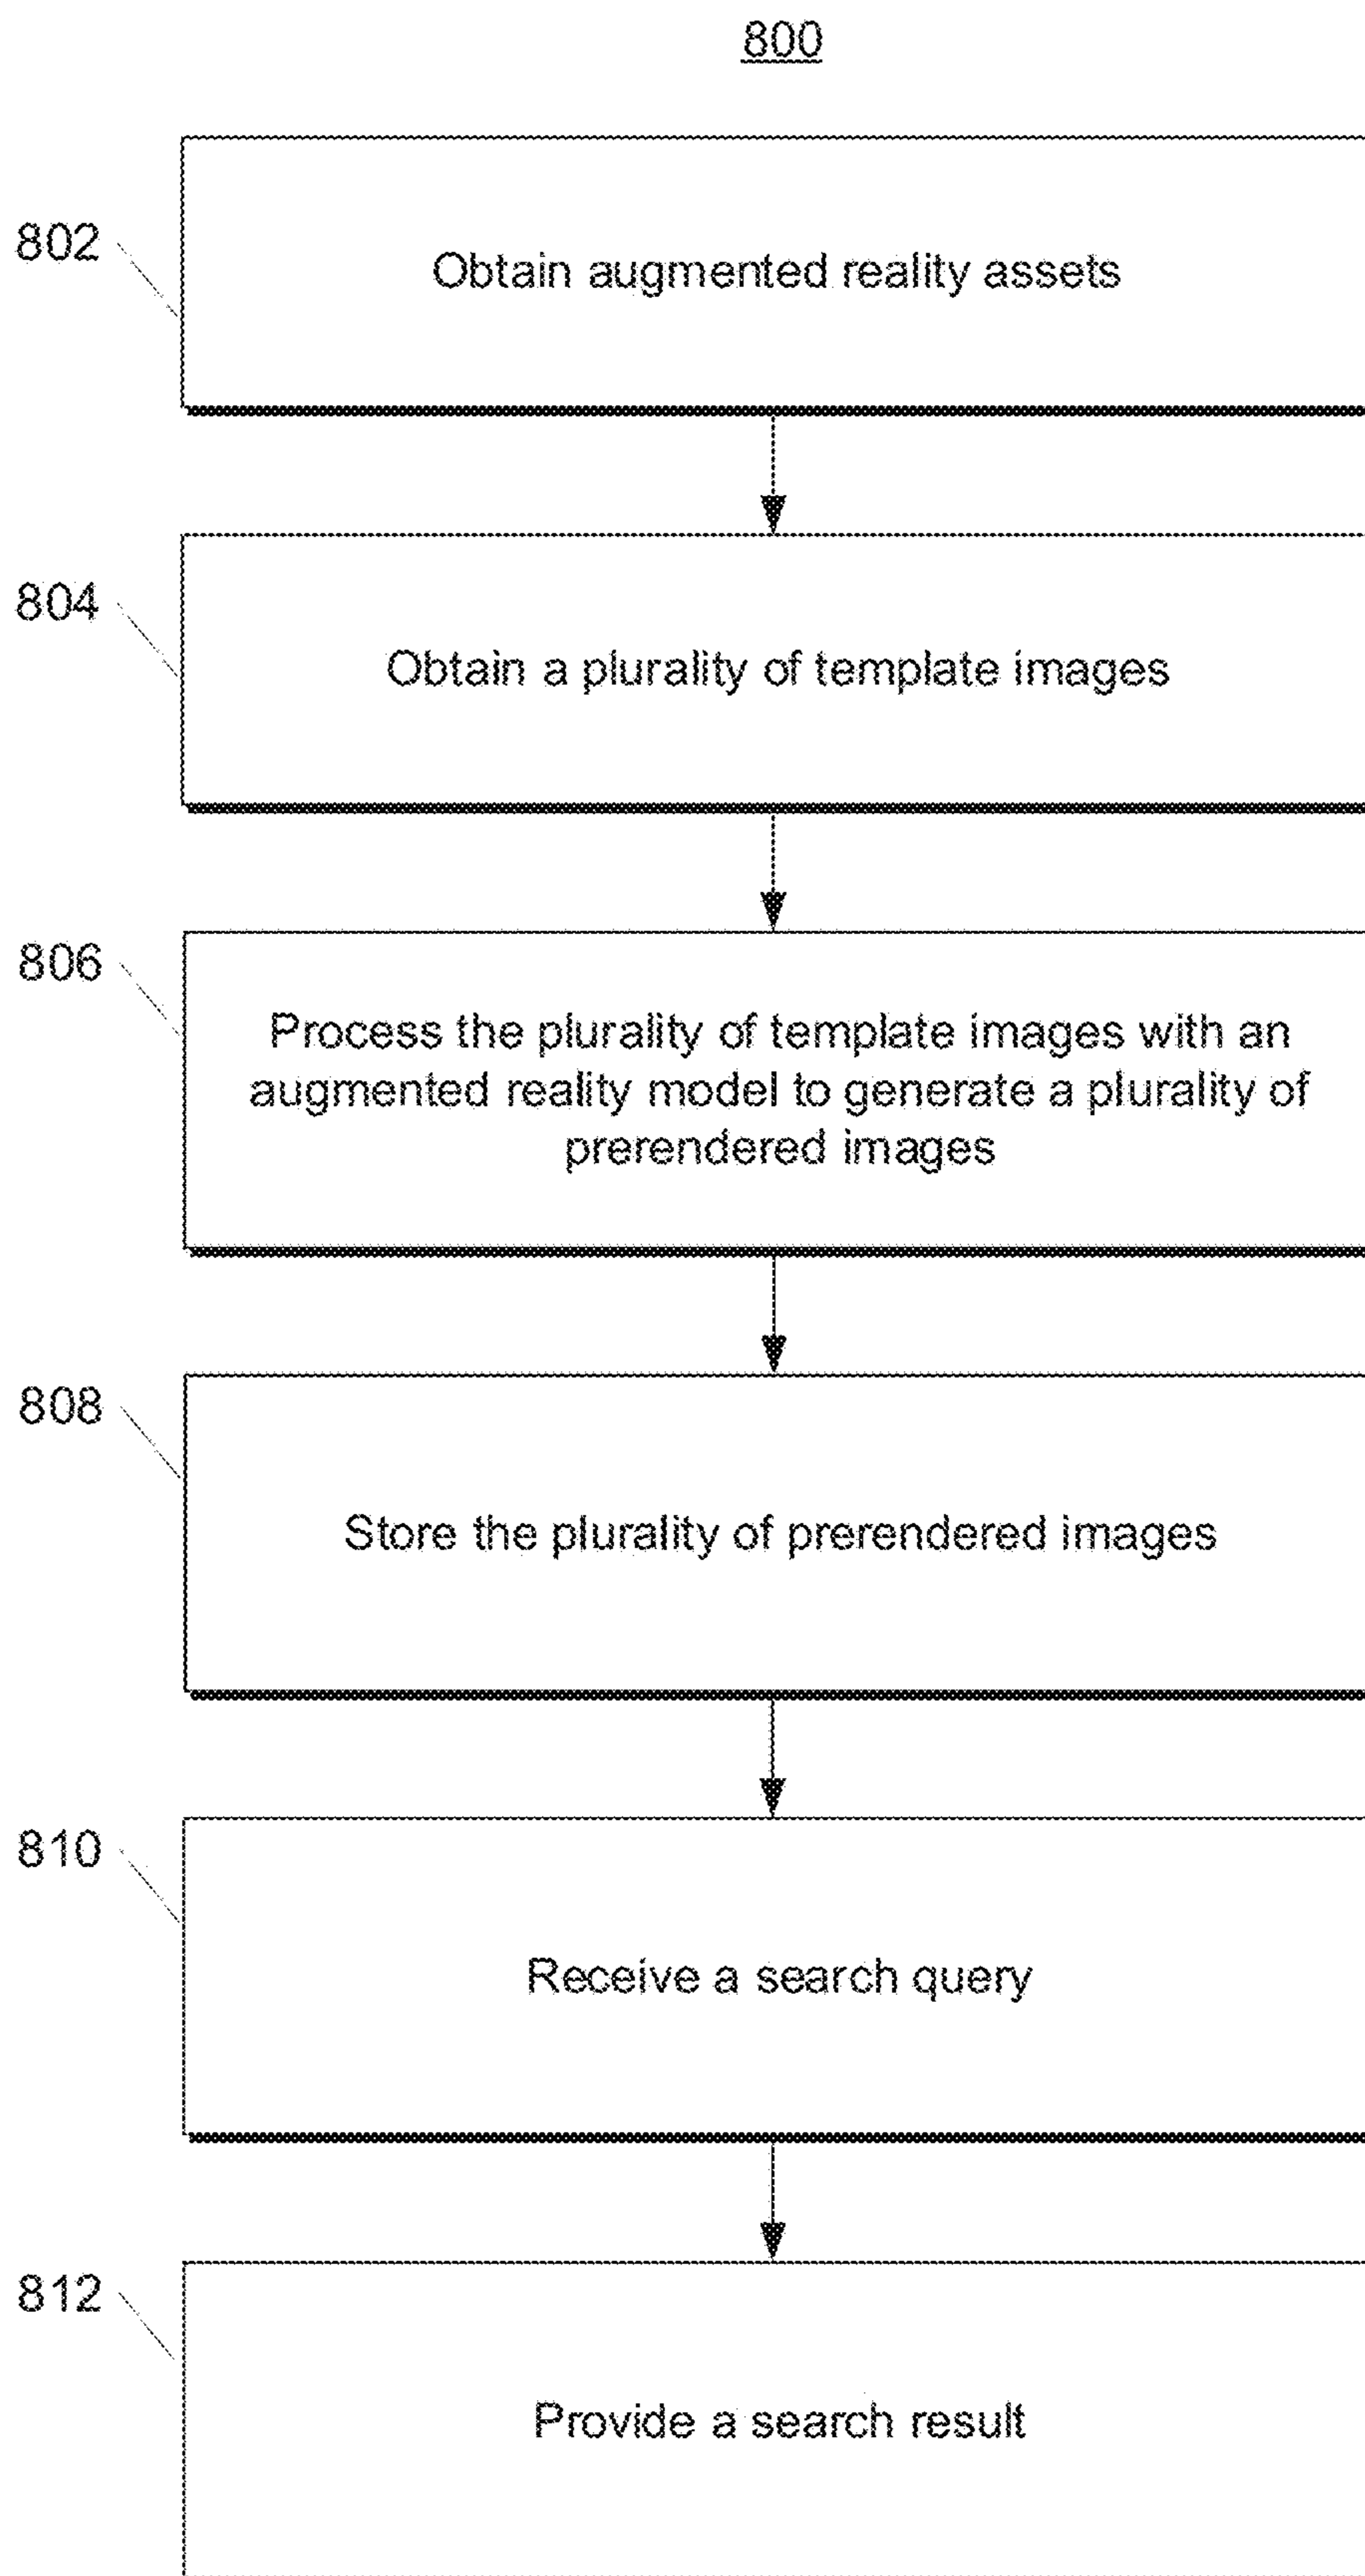 800
802
Obtain augmented reality assets
804
Obtain a plurality of template images
806
Process the plurality of template images with an
augmented reality model to generate a plurality of
prerendered images
808
Store the plurality of prerendered images
810
Receive a search query
812
Provide a search result